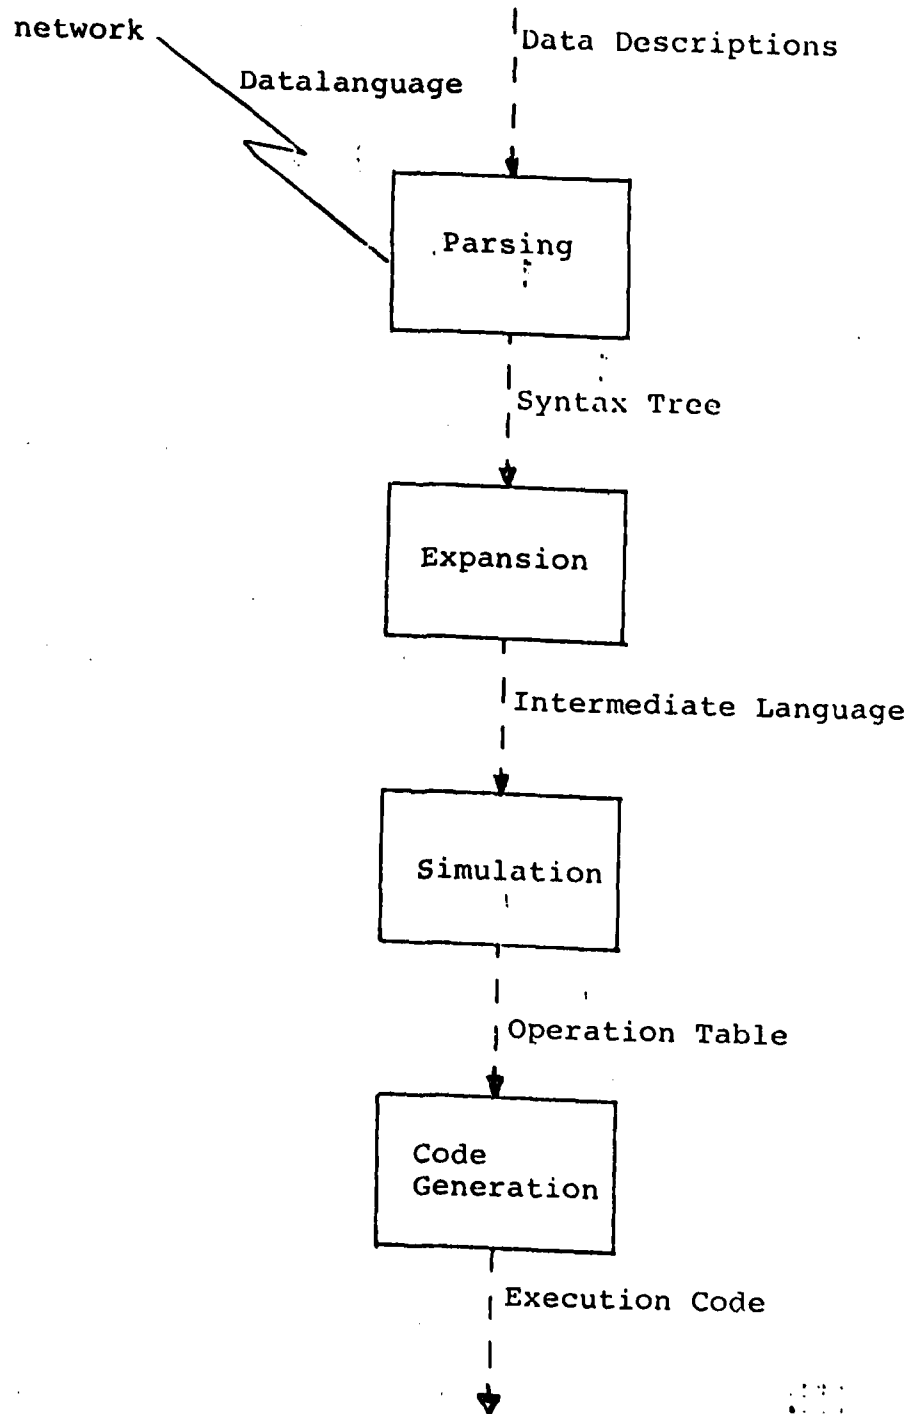 network
Data Descriptions
Datalanguage
Parsing
Syntax Tree
Expansion
Intermediate Language
Simulation
Operation Table
Code
Generation
Execution Code